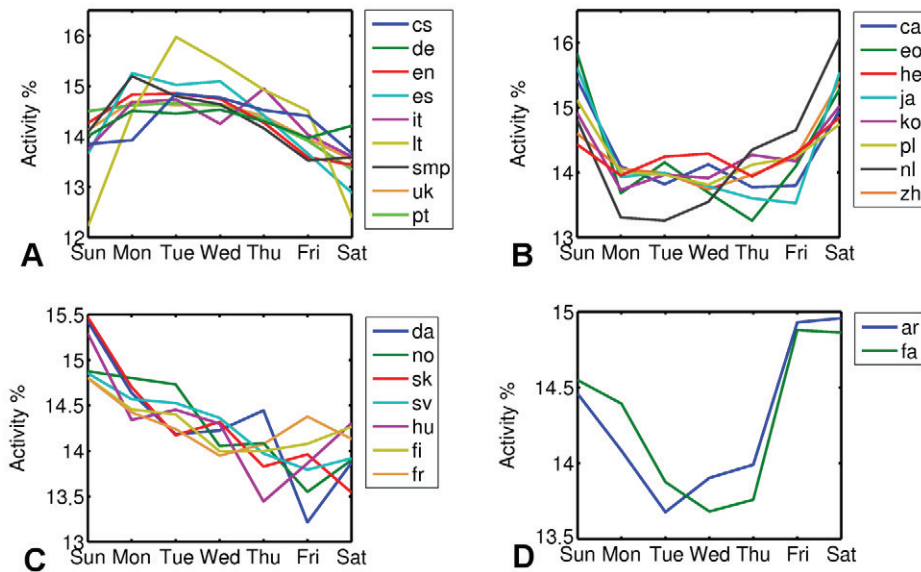 16
15
14
13
12
Activity %
Sun Mon Tue Wed Thu Fri Sat
A
cs
de
en
es
it
lt
smp
uk
pt
16
15
14
13
Activity %
Sun Mon Tue Wed Thu Fri Sat
B
ca
eo
he
ja
ko
pl
nl
zh
15.5
15
14.5
14
13.5
13
Activity %
Sun Mon Tue Wed Thu Fri Sat
C
da
no
sk
sv
hu
fi
fr
15
14.5
14
13.5
Activity %
Sun Mon Tue Wed Thu Fri Sat
D
ar
fa